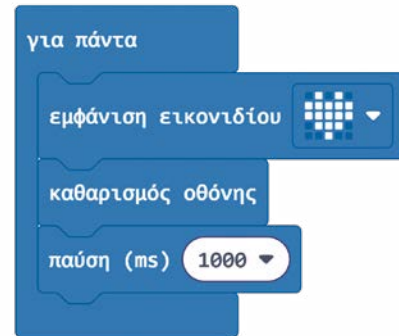 για πάντα
εμφάνιση εικονιδίου
καθαρισμός οθόνης
παύση (ms) 1000